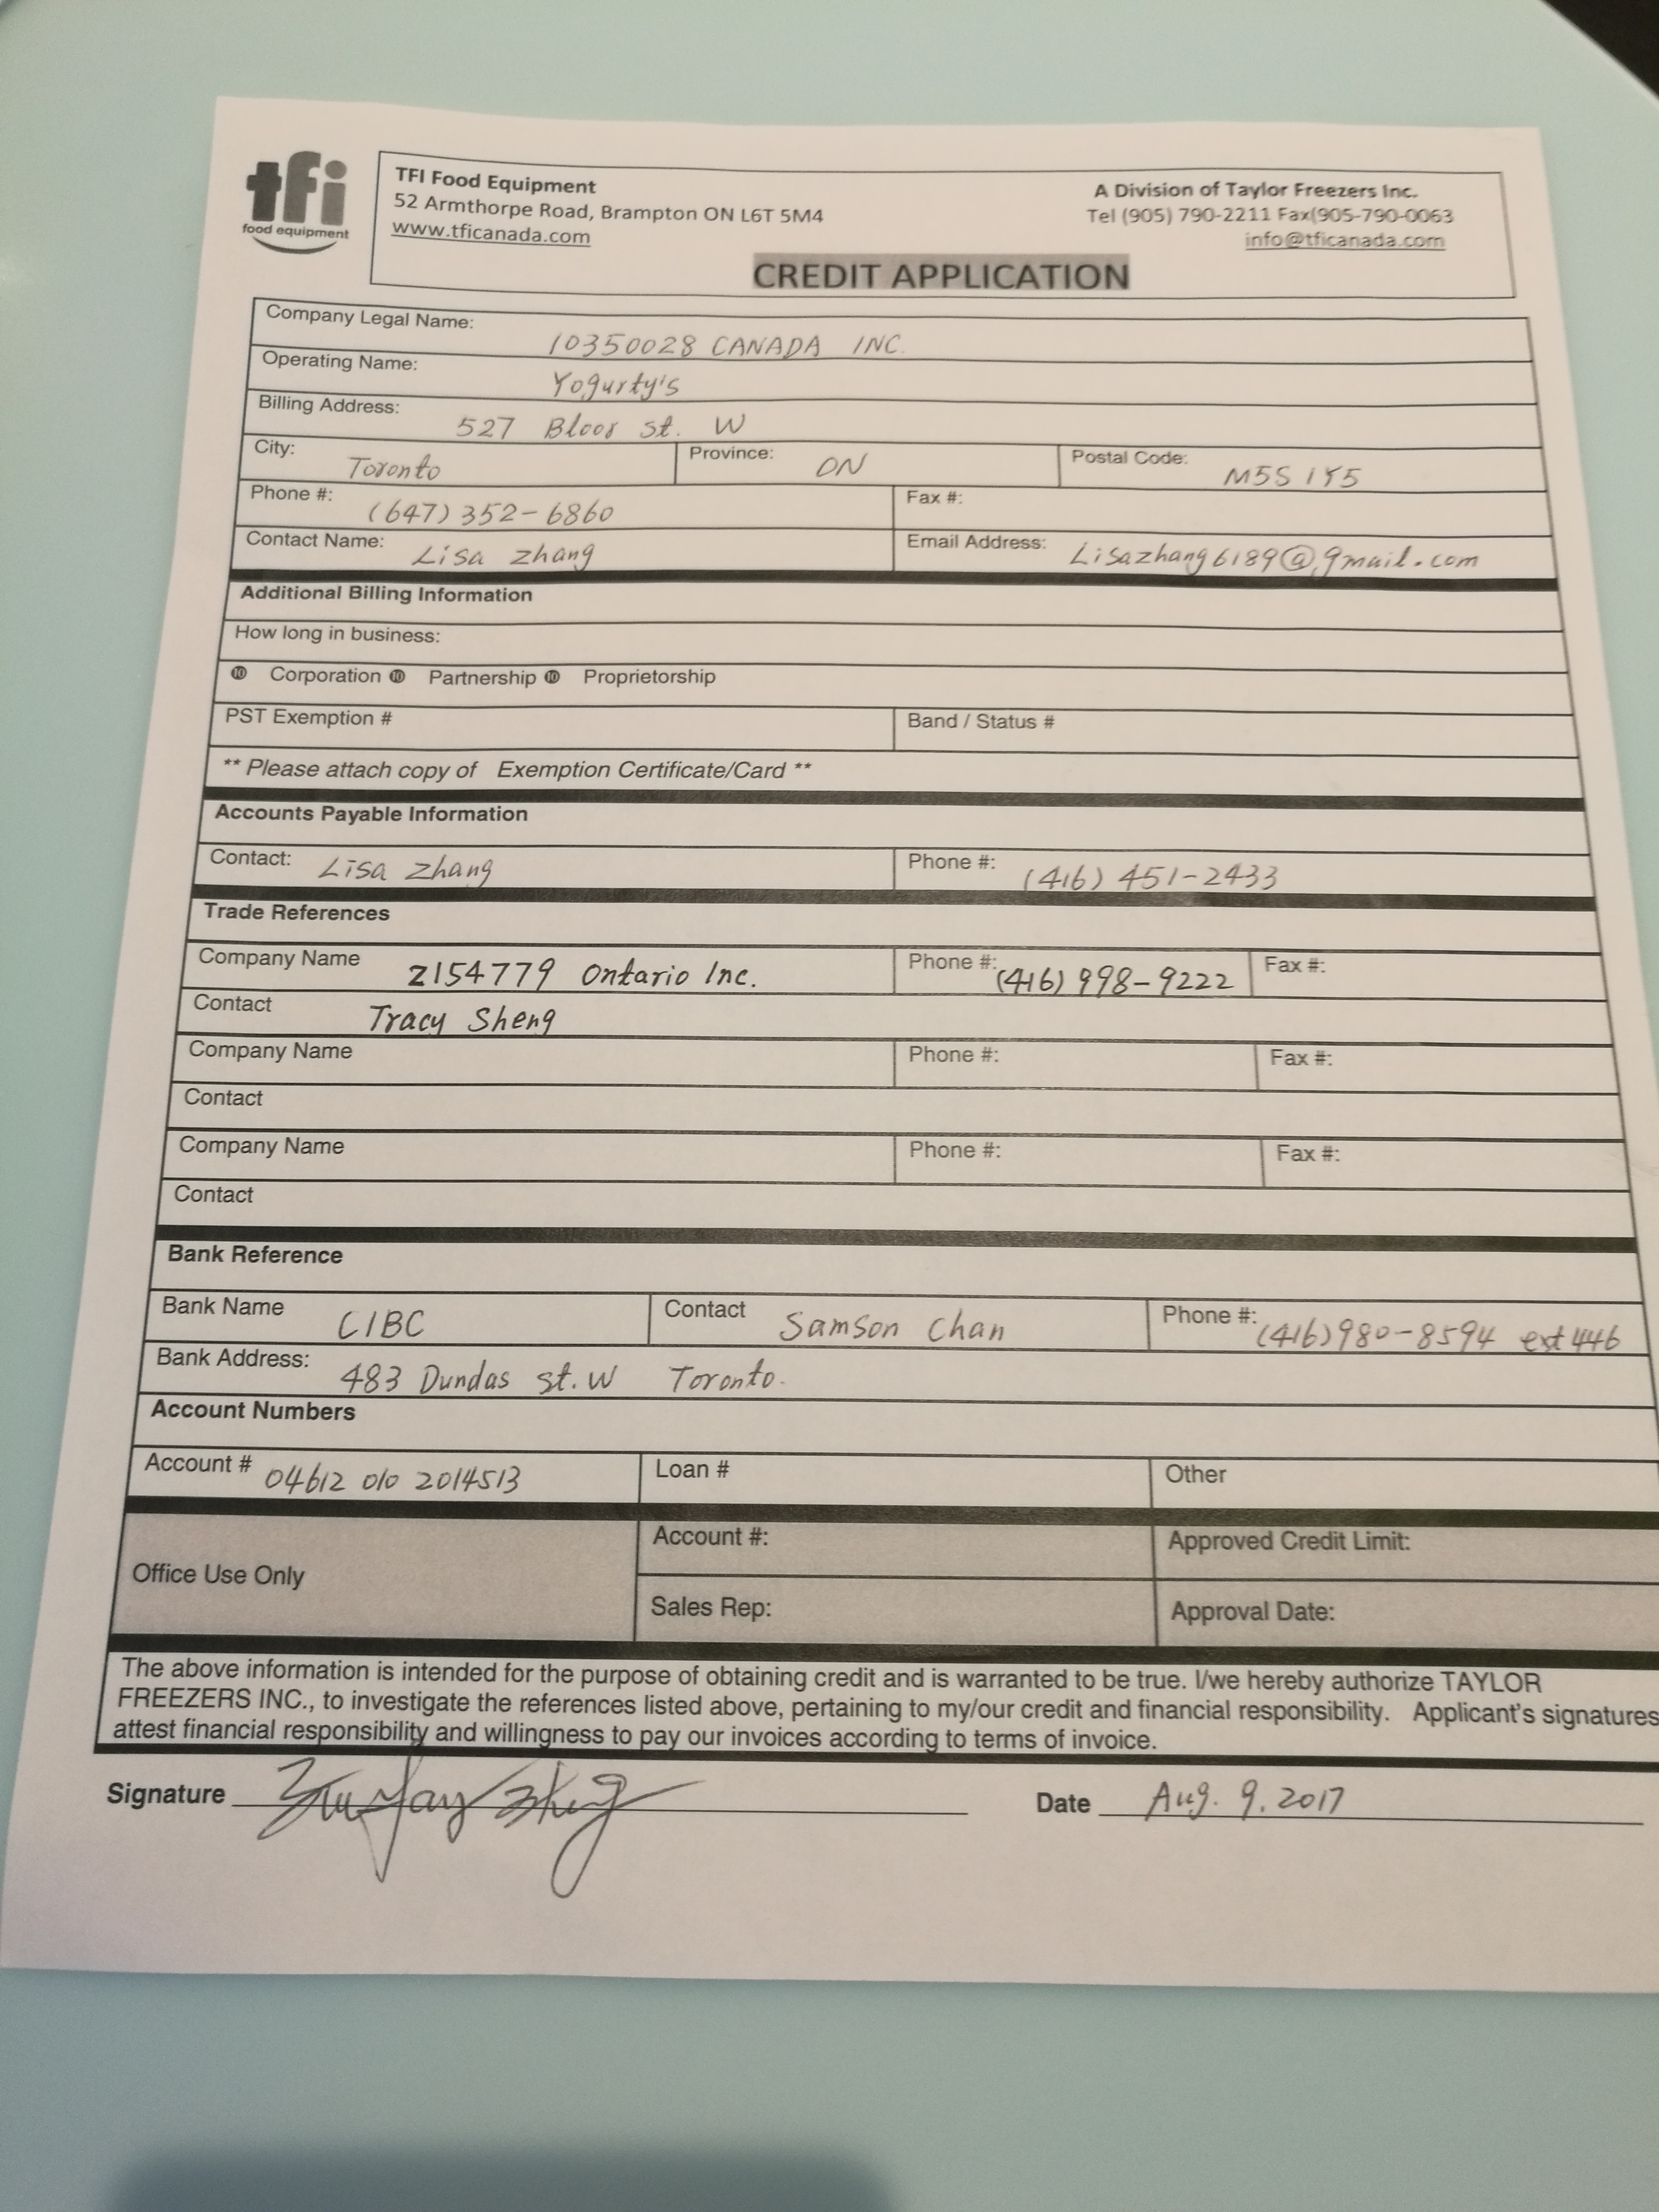 tfi
food equipment
TFI Food Equipment
52 Armthorpe Road, Brampton ON L6T 5M4
www.tficanada.com
A Division of Taylor Freezers Inc.
Tel (905) 790-2211 Fax(905-790-0063
info@tficanada.com
CREDIT APPLICATION
Company Legal Name: 10350028 CANADA INC.
Operating Name: Yogurty's
Billing Address: 527 Bloor st. W
City: Toronto Province: ON Postal Code: M5S 1Y5
Phone #: (647) 352-6860 Fax #:
Contact Name: Lisa Zhang Email Address: Lisazhang6189@gmail.com
Additional Billing Information
How long in business:
❿ Corporation ❿ Partnership ❿ Proprietorship
PST Exemption # Band / Status #
** Please attach copy of Exemption Certificate/Card **
Accounts Payable Information
Contact: Lisa Zhang Phone #: (416) 451-2433
Trade References
Company Name 2154779 Ontario Inc. Phone #: (416) 998-9222 Fax #:
Contact Tracy Sheng
Company Name Phone #: Fax #:
Contact
Company Name Phone #: Fax #:
Contact
Bank Reference
Bank Name CIBC Contact Samson Chan Phone #: (416)980-8594 ext 446
Bank Address: 483 Dundas st. W Toronto.
Account Numbers
Account # 04612 010 2014513 Loan # Other
Office Use Only Account #: Approved Credit Limit:
Sales Rep: Approval Date:
The above information is intended for the purpose of obtaining credit and is warranted to be true. I/we hereby authorize TAYLOR
FREEZERS INC., to investigate the references listed above, pertaining to my/our credit and financial responsibility. Applicant's signatures
attest financial responsibility and willingness to pay our invoices according to terms of invoice.
Signature Date Aug. 9. 2017